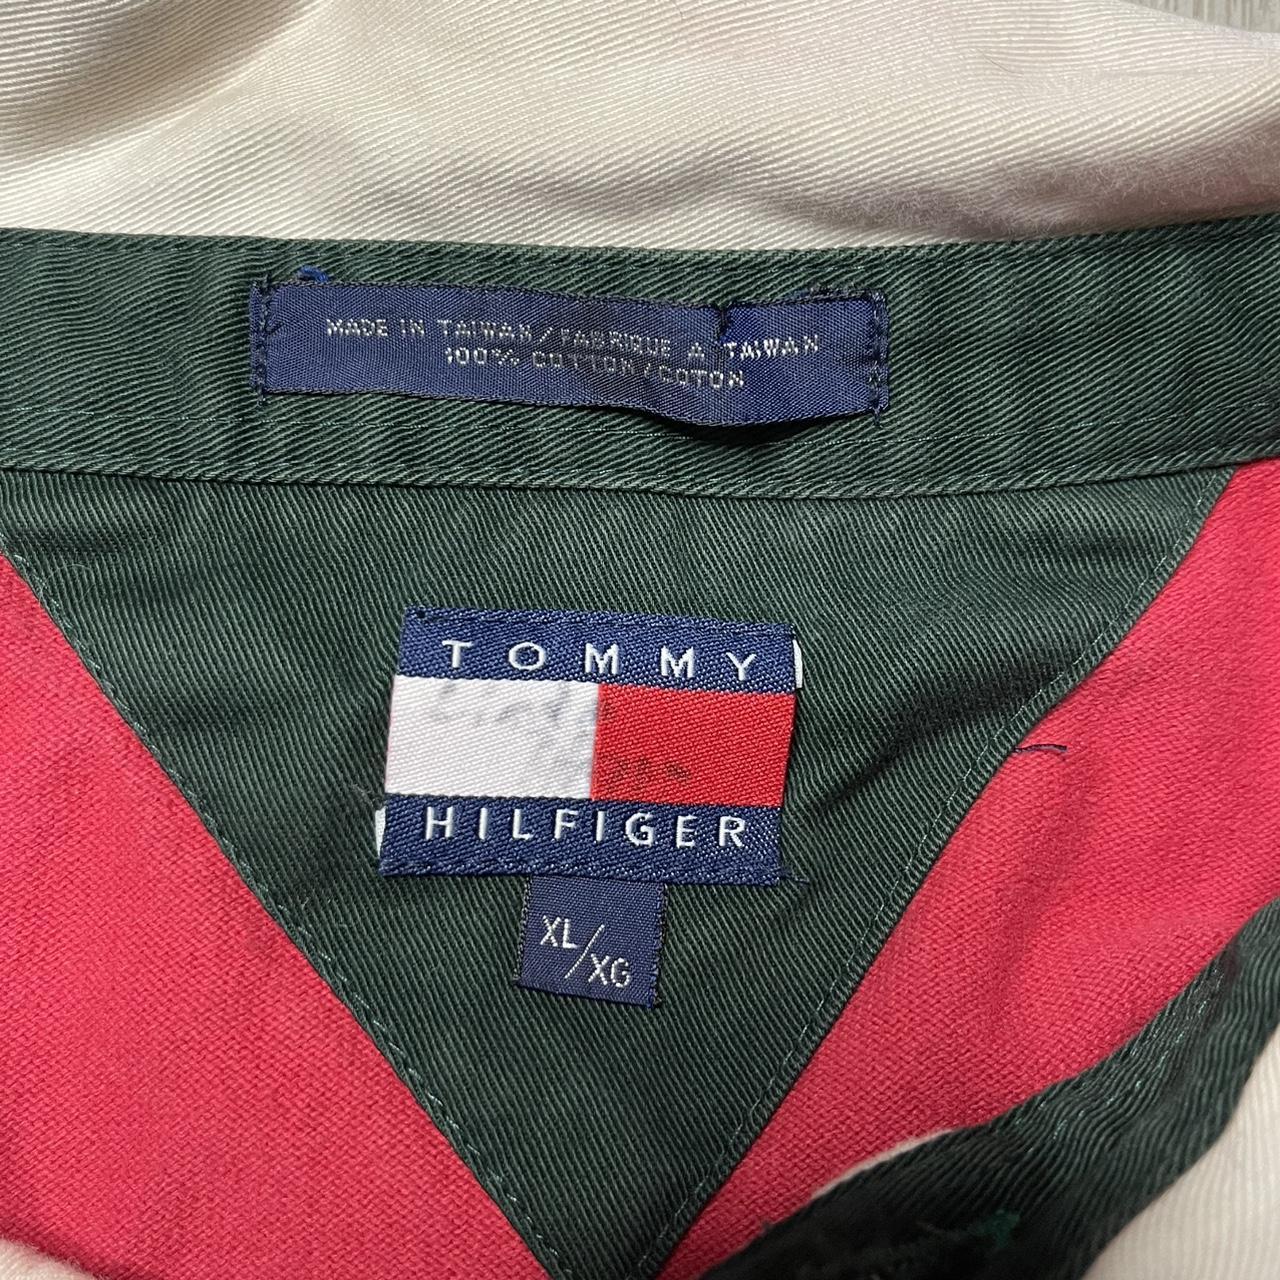 MADE IN TAIWAN / FABRIQUE A TAIWAN
100% COTTON / COTON
TOMMY
HILFIGER
XL/XG